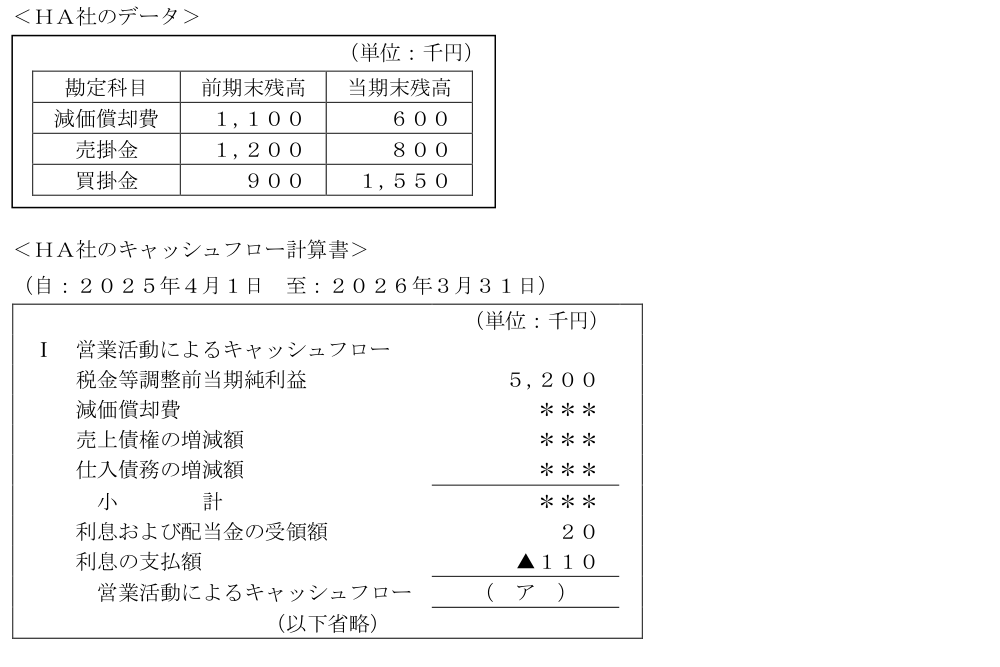 ＜ＨＡ社のデータ＞
（単位：千円）
勘定科目 前期末残高 当期末残高
減価償却費 １,１００ ６００
売掛金 １,２００ ８００
買掛金 ９００ １,５５０
＜ＨＡ社のキャッシュフロー計算書＞
（自：２０２５年４月１日　至：２０２６年３月３１日）
（単位：千円）
Ⅰ　営業活動によるキャッシュフロー
税金等調整前当期純利益 ５,２００
減価償却費 ＊＊＊
売上債権の増減額 ＊＊＊
仕入債務の増減額 ＊＊＊
小　　　　計 ＊＊＊
利息および配当金の受領額 ２０
利息の支払額 ▲１１０
営業活動によるキャッシュフロー （　ア　）
（以下省略）